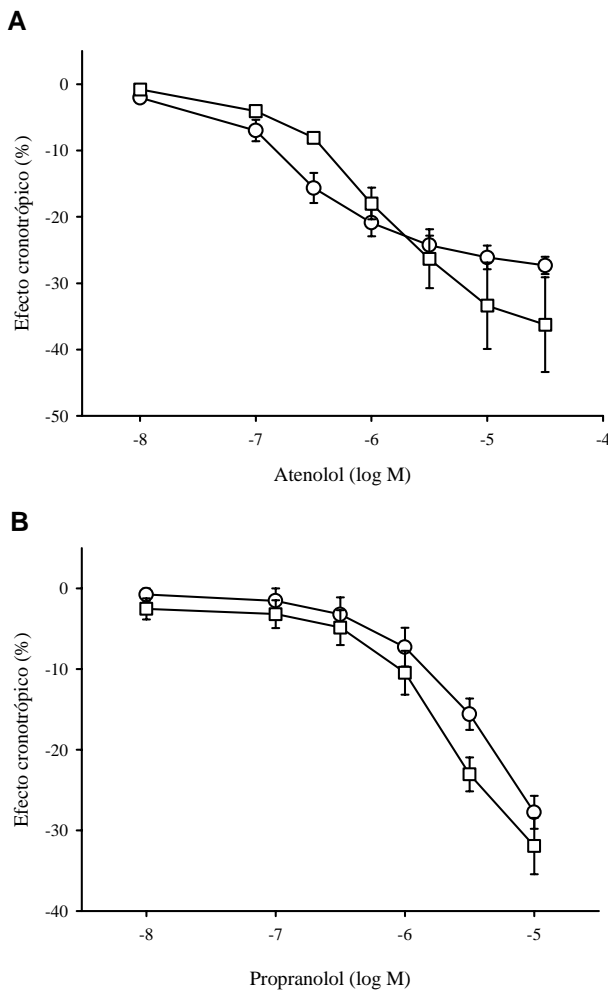 A
Efecto cronotrópico (%)
0
-10
-20
-30
-40
-50
-8 -7 -6 -5 -4
Atenolol (log M)
B
Efecto cronotrópico (%)
0
-10
-20
-30
-40
-8 -7 -6 -5
Propranolol (log M)